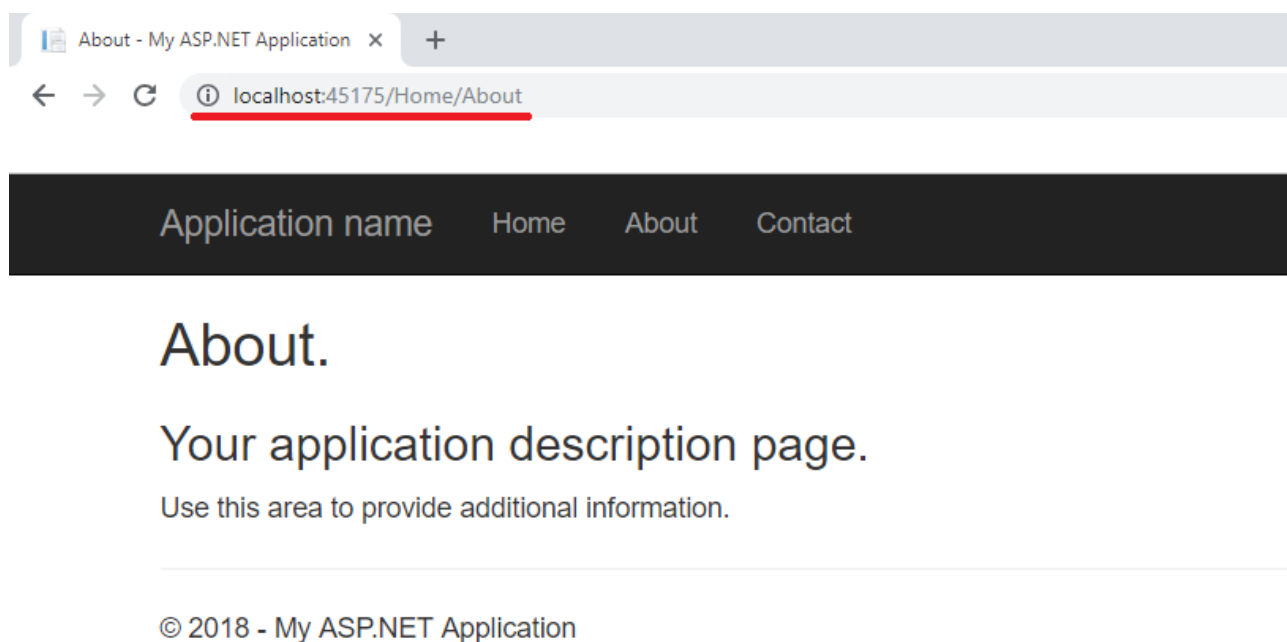 About - My ASP.NET Application
localhost:45175/Home/About
Application name Home About Contact
About.
Your application description page.
Use this area to provide additional information.
© 2018 - My ASP.NET Application